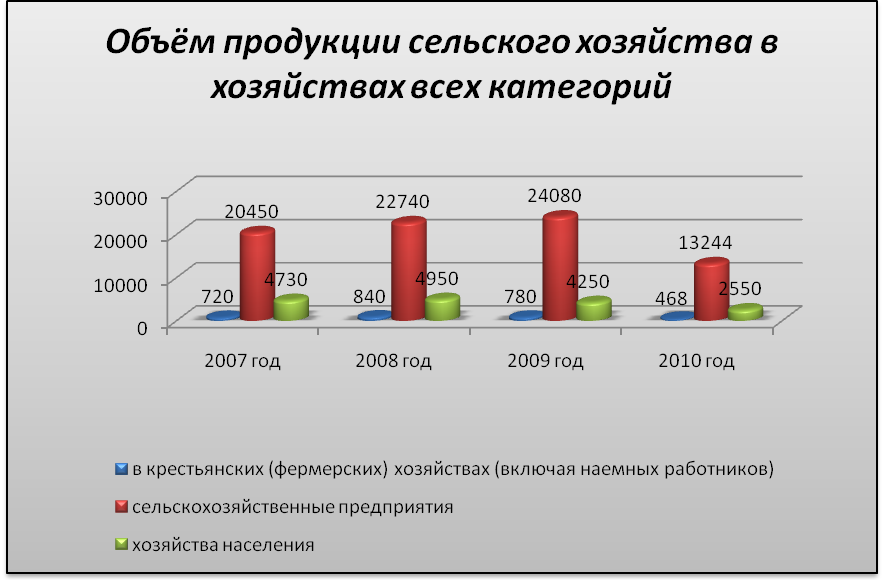 Объём продукции сельского хозяйства в
хозяйствах всех категорий
30000
20000
10000
0
720
20450
4730
840
22740
4950
780
24080
4250
468
13244
2550
2007 год
2008 год
2009 год
2010 год
в крестьянских (фермерских) хозяйствах (включая наемных работников)
сельскохозяйственные предприятия
хозяйства населения